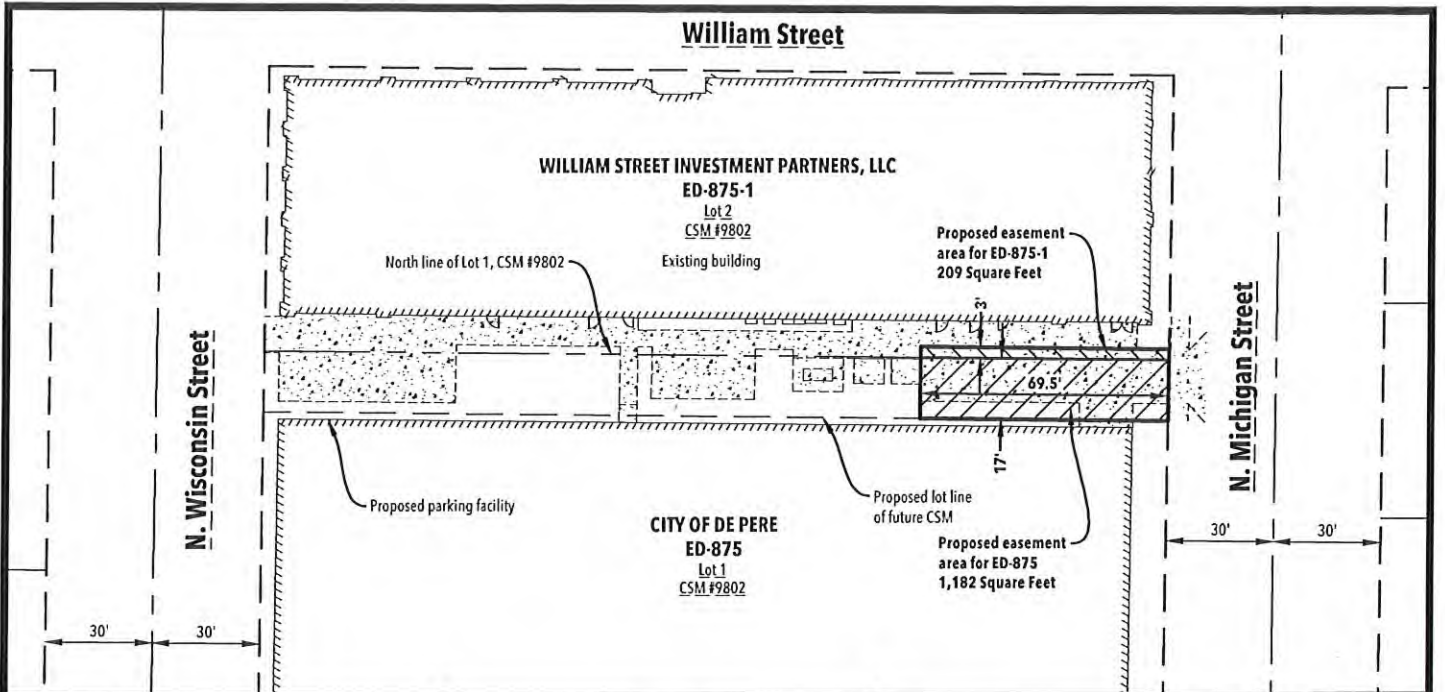 William Street
WILLIAM STREET INVESTMENT PARTNERS, LLC
ED-875-1
Lot 2
CSM #9802
Existing building
North line of Lot 1, CSM #9802
Proposed easement
area for ED-875-1
209 Square Feet
3'
69.5'
17'
N. Wisconsin Street
N. Michigan Street
Proposed parking facility
CITY OF DE PERE
ED-875
Lot 1
CSM #9802
Proposed lot line
of future CSM
Proposed easement
area for ED-875
1,182 Square Feet
30'
30'
30'
30'